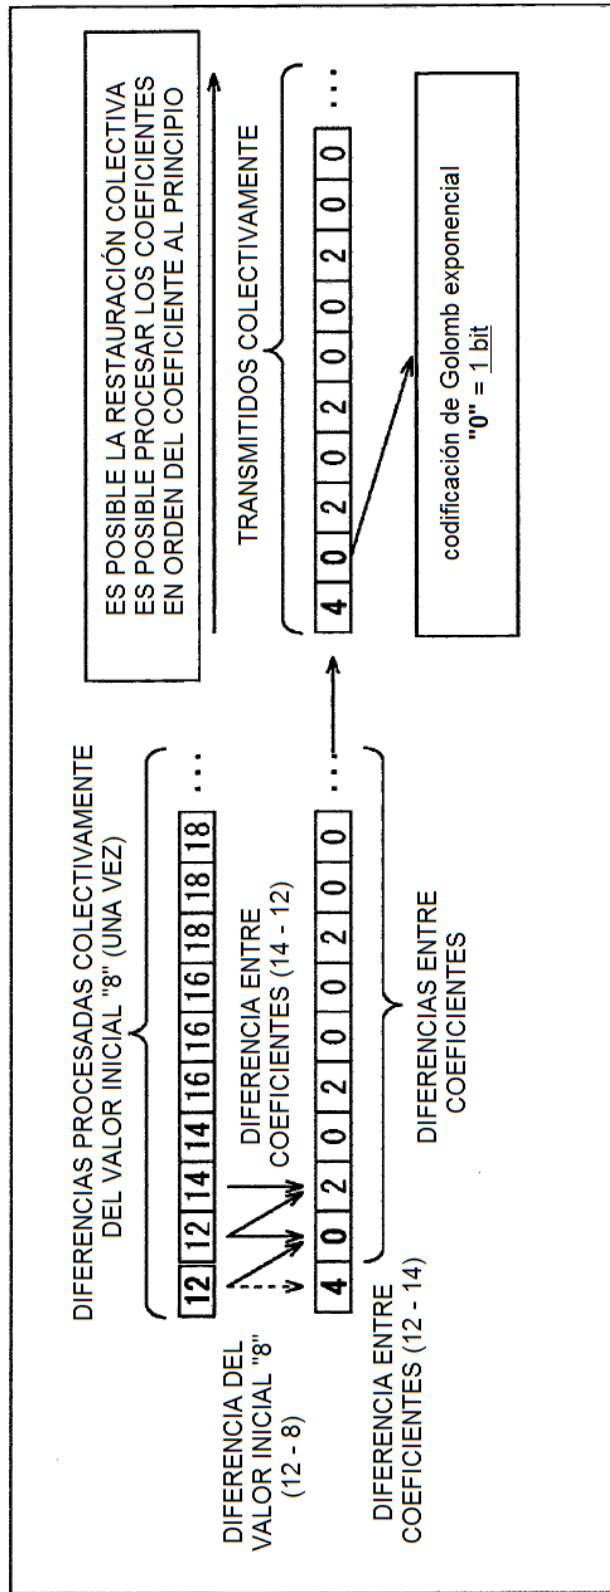 DIFERENCIAS PROCESADAS COLECTIVAMENTE
DEL VALOR INICIAL "8" (UNA VEZ)
12 12 14 14 16 16 16 18 18 18 ...
DIFERENCIA DEL
VALOR INICIAL "8"
(12 - 8)
DIFERENCIA ENTRE
COEFICIENTES (14 - 12)
4 0 2 0 2 0 0 2 0 0 ...
DIFERENCIA ENTRE
COEFICIENTES (12 - 14)
DIFERENCIAS ENTRE
COEFICIENTES
ES POSIBLE LA RESTAURACIÓN COLECTIVA
ES POSIBLE PROCESAR LOS COEFICIENTES
EN ORDEN DEL COEFICIENTE AL PRINCIPIO
TRANSMITIDOS COLECTIVAMENTE
4 0 2 0 2 0 0 2 0 0 ...
codificación de Golomb exponencial
"0" = 1 bit